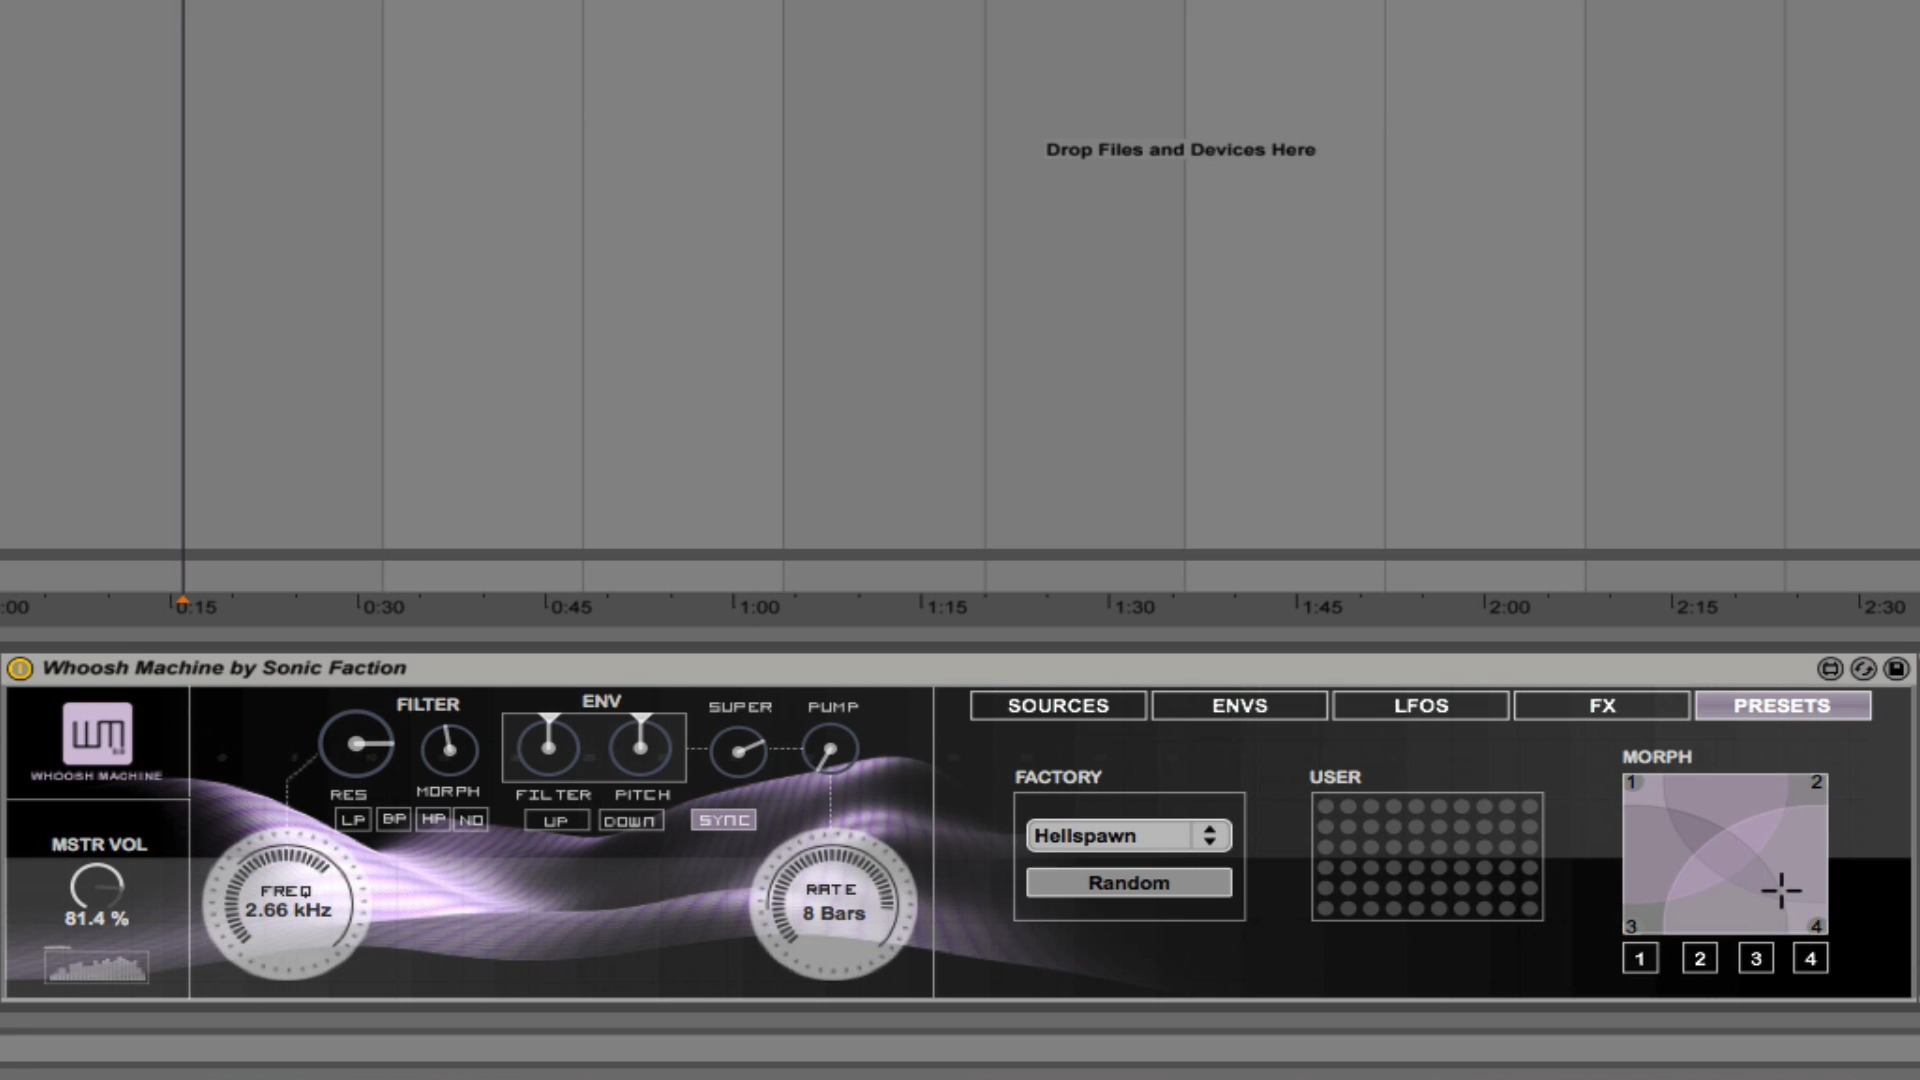 Drop Files and Devices Here
:00 0:15 0:30 0:45 1:00 1:15 1:30 1:45 2:00 2:15 2:30
Whoosh Machine by Sonic Faction
wm
WHOOSH MACHINE
MSTR VOL
81.4 %
FILTER
ENV
SUPER PUMP
RES MORPH FILTER PITCH
LP BP HP NO UP DOWN SYNC
FREQ
2.66 kHz
RATE
8 Bars
SOURCES ENVS LFOS FX PRESETS
FACTORY
Hellspawn
Random
USER
MORPH
1 2
3 4
1 2 3 4